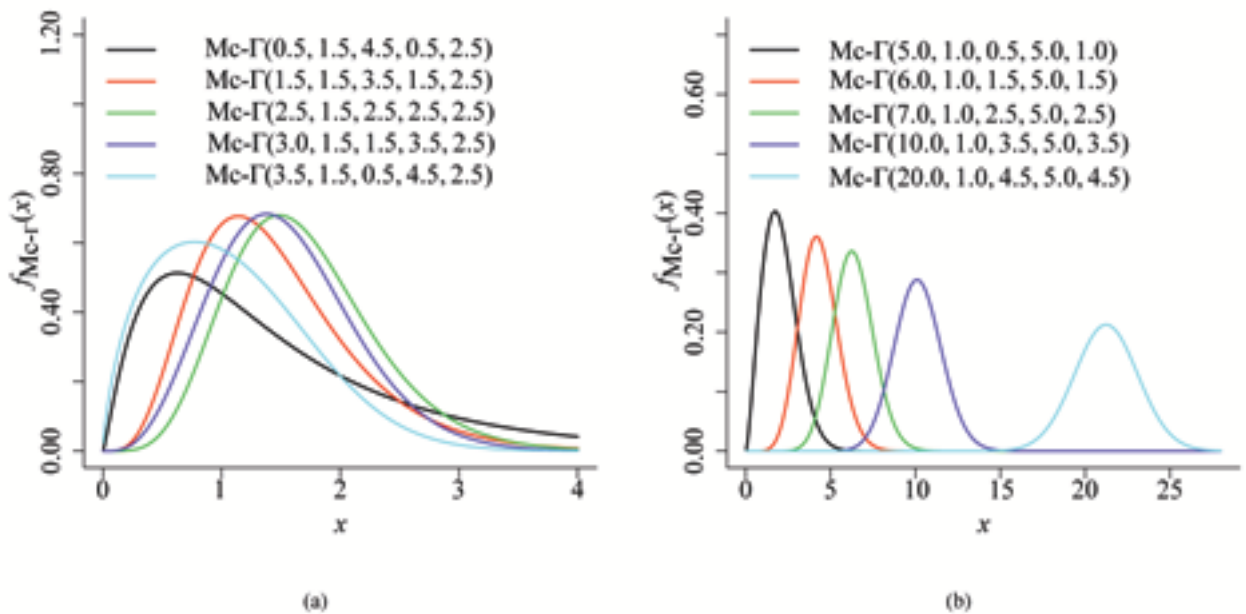 1.20
0.80
0.40
0.00
fMc-Γ(x)
Mc-Γ(0.5, 1.5, 4.5, 0.5, 2.5)
Mc-Γ(1.5, 1.5, 3.5, 1.5, 2.5)
Mc-Γ(2.5, 1.5, 2.5, 2.5, 2.5)
Mc-Γ(3.0, 1.5, 1.5, 3.5, 2.5)
Mc-Γ(3.5, 1.5, 0.5, 4.5, 2.5)
0 1 2 3 4
x
(a)
0.60
0.40
0.20
0.00
fMc-Γ(x)
Mc-Γ(5.0, 1.0, 0.5, 5.0, 1.0)
Mc-Γ(6.0, 1.0, 1.5, 5.0, 1.5)
Mc-Γ(7.0, 1.0, 2.5, 5.0, 2.5)
Mc-Γ(10.0, 1.0, 3.5, 5.0, 3.5)
Mc-Γ(20.0, 1.0, 4.5, 5.0, 4.5)
0 5 10 15 20 25
x
(b)